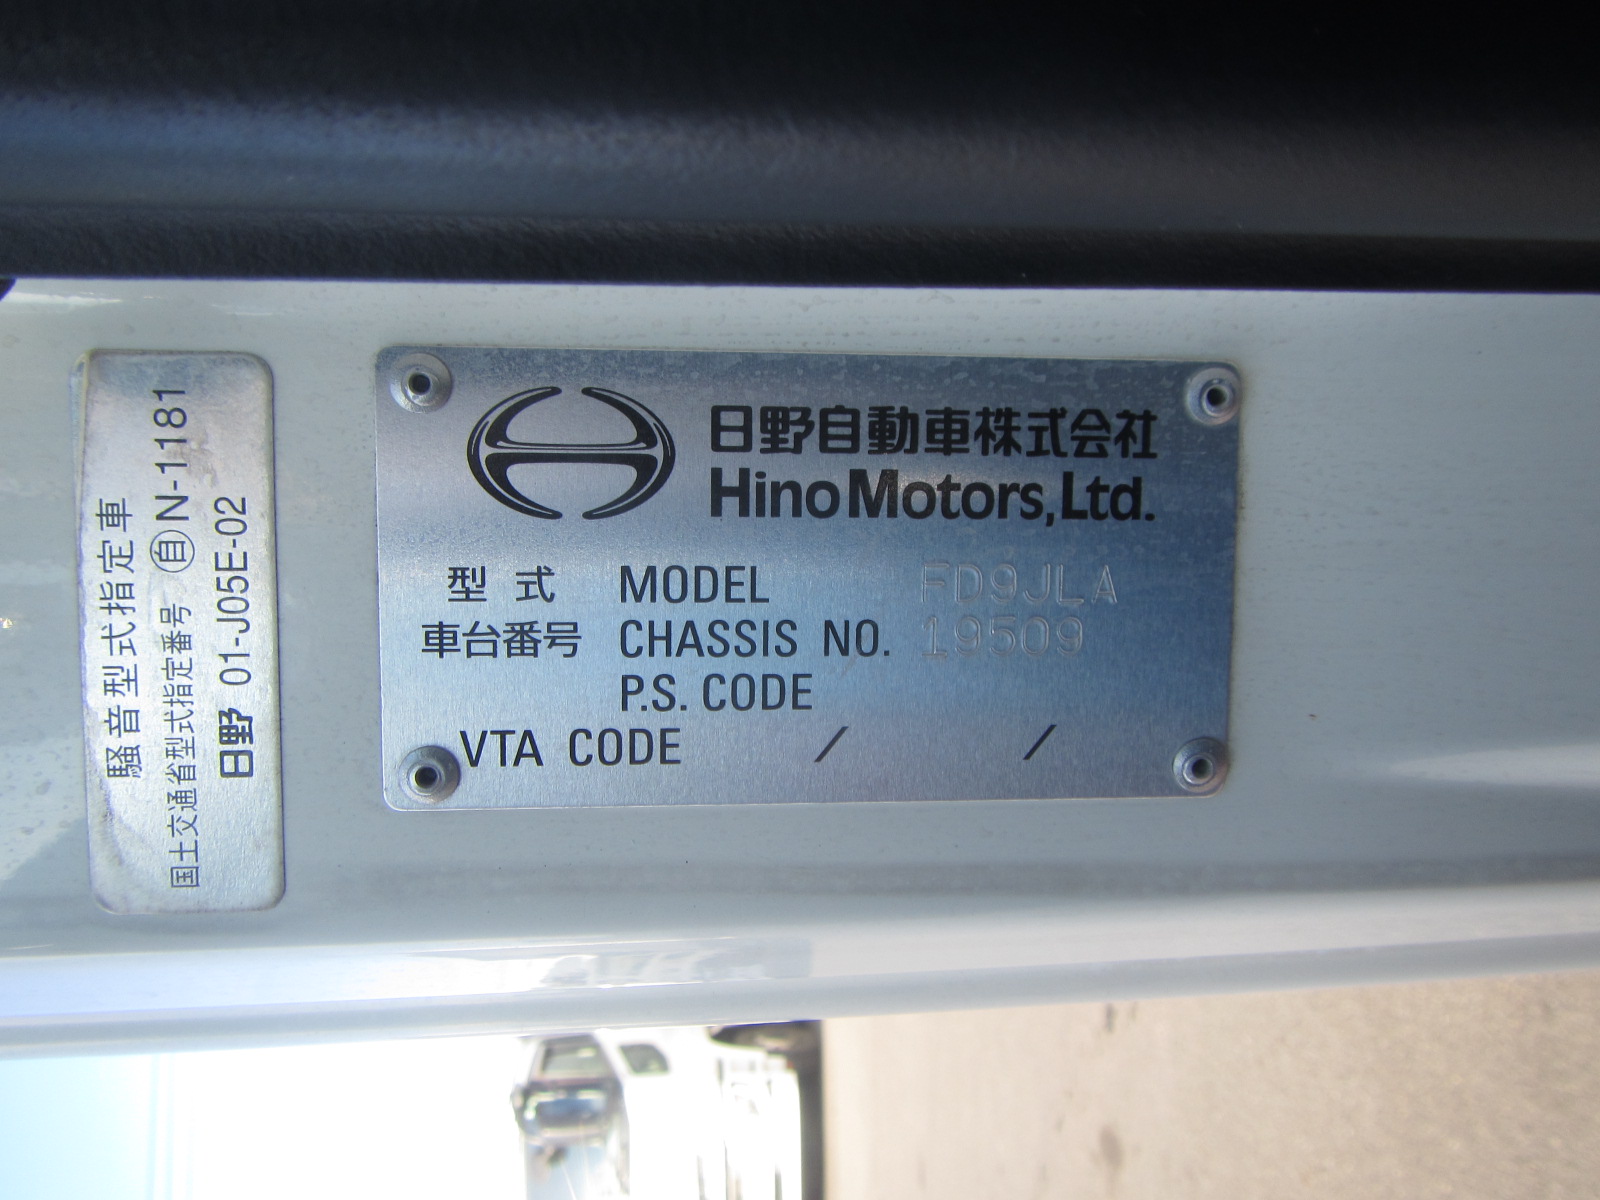 騒音型式指定車
国土交通省型式指定番号 ㊀N-1181
日野 01-J05E-02
日野自動車株式会社
Hino Motors, Ltd.
型式 MODEL FD9JLA
車台番号 CHASSIS NO. 19509
P.S. CODE
VTA CODE / /